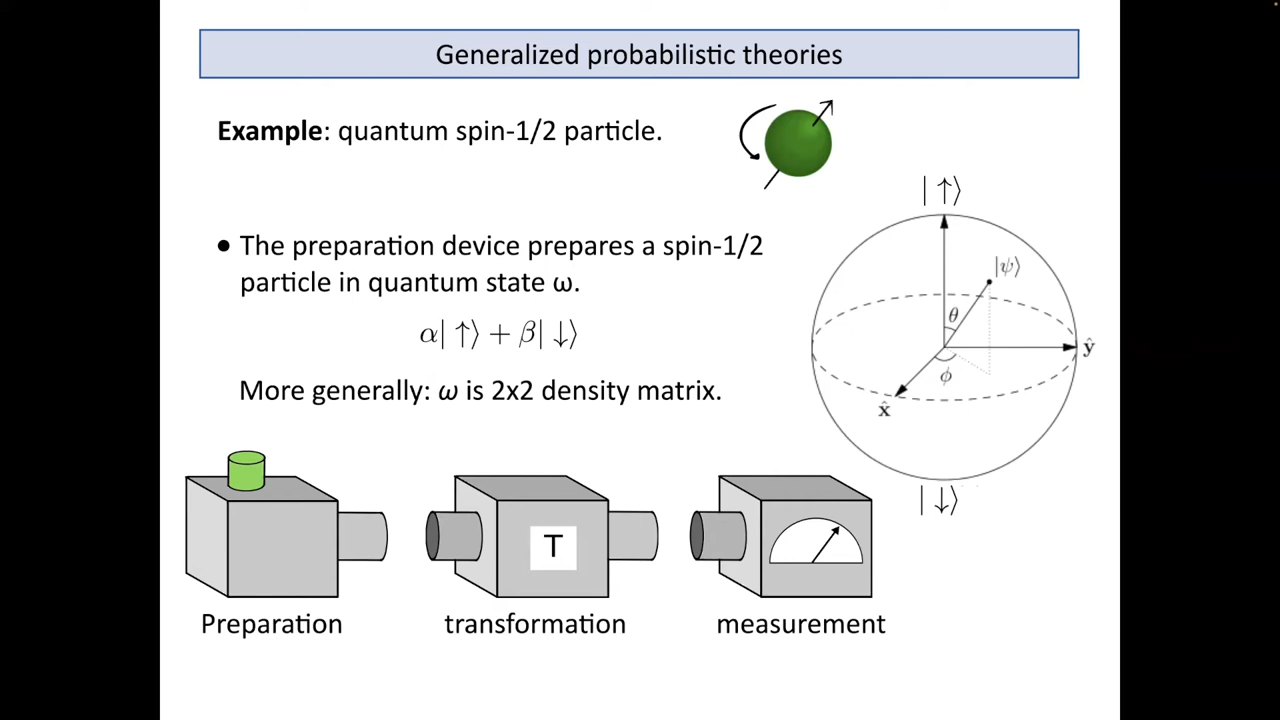 Generalized probabilistic theories
Example: quantum spin-1/2 particle.
• The preparation device prepares a spin-1/2
particle in quantum state ω.
α| ↑⟩ + β| ↓⟩
More generally: ω is 2x2 density matrix.
| ↑⟩
|ψ⟩
θ
ŷ
ϕ
x̂
| ↓⟩
T
Preparation
transformation
measurement